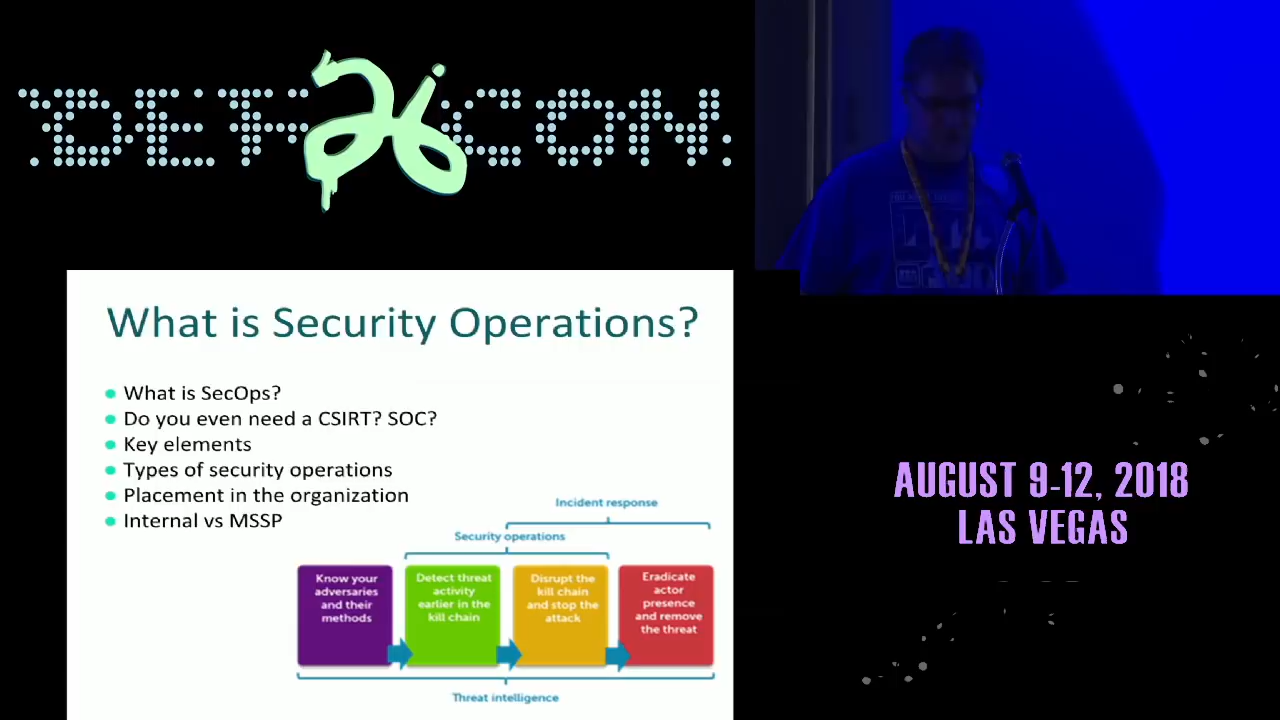 DEF 26 CON
What is Security Operations?
What is SecOps?
Do you even need a CSIRT? SOC?
Key elements
Types of security operations
Placement in the organization
Internal vs MSSP
Incident response
Security operations
Know your
adversaries
and their
methods
Detect threat
activity
earlier in the
kill chain
Disrupt the
kill chain
and stop the
attack
Eradicate
actor
presence
and remove
the threat
Threat intelligence
AUGUST 9-12, 2018
LAS VEGAS